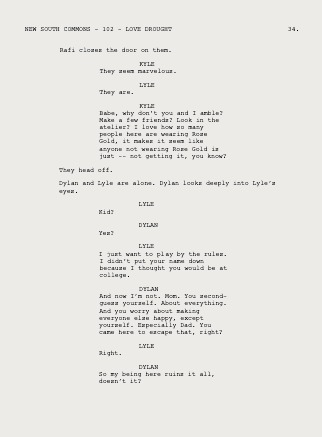 NEW SOUTH COMMONS - 102 - LOVE DROUGHT 34.
Rafi closes the door on them.
KYLE
They seem marvelous.
LYLE
They are.
KYLE
Babe, why don't you and I amble?
Make a few friends? Look in the
atelier? I love how so many
people here are wearing Rose
Gold, it makes it seem like
anyone not wearing Rose Gold is
just -- not getting it, you know?
They head off.
Dylan and Lyle are alone. Dylan looks deeply into Lyle's
eyes.
LYLE
Kid?
DYLAN
Yes?
LYLE
I just want to play by the rules.
I didn't put your name down
because I thought you would be at
college.
DYLAN
And now I'm not. Mom. You second-
guess yourself. About everything.
And you worry about making
everyone else happy, except
yourself. Especially Dad. You
came here to escape that, right?
LYLE
Right.
DYLAN
So my being here ruins it all,
doesn't it?